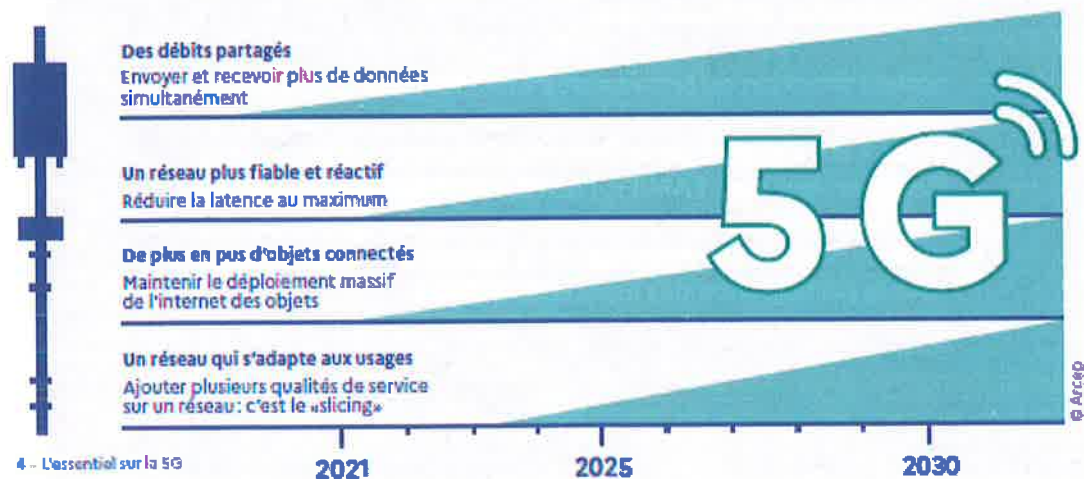 Des débits partagés
Envoyer et recevoir plus de données
simultanément
Un réseau plus fiable et réactif
Réduire la latence au maximum
De plus en pus d'objets connectés
Maintenir le déploiement massif
de l'internet des objets
Un réseau qui s'adapte aux usages
Ajouter plusieurs qualités de service
sur un réseau : c'est le «slicing»
5G
© Arcep
2021
2025
2030
4 - L'essentiel sur la 5G